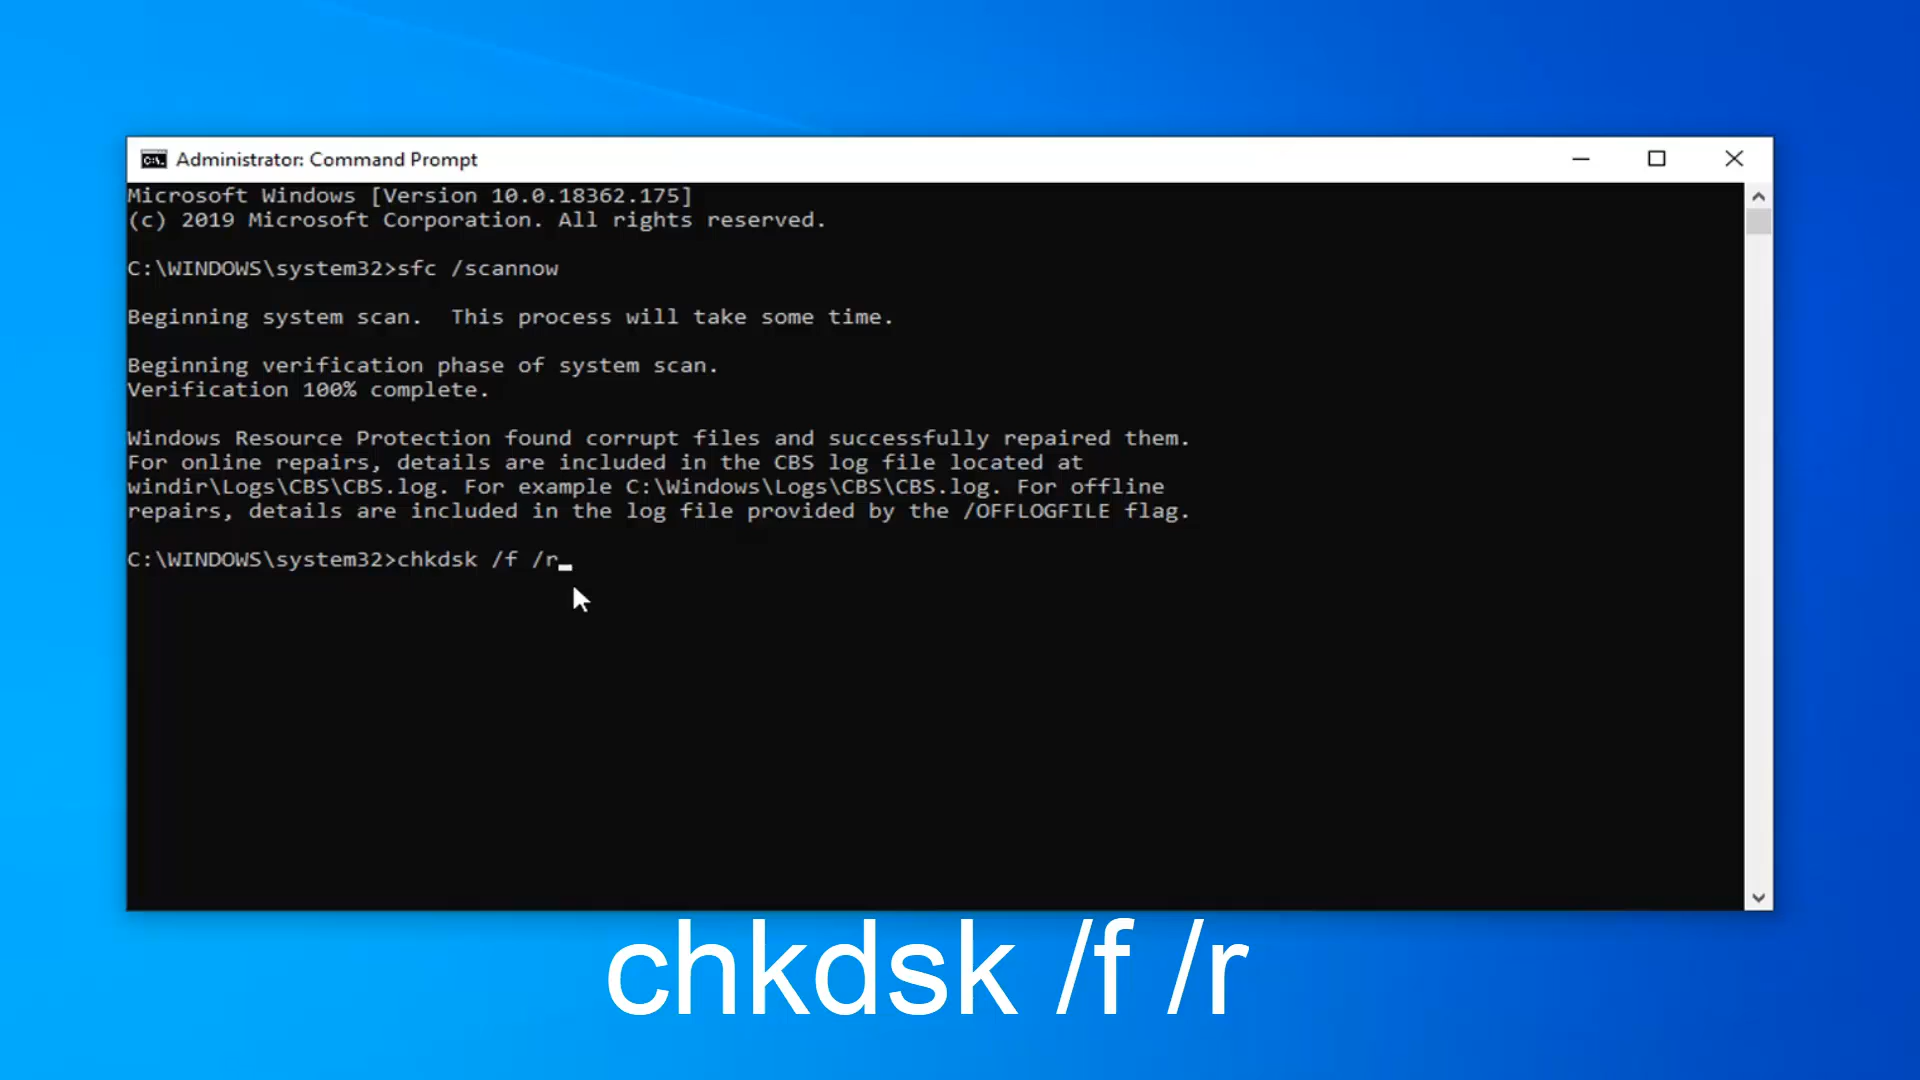 Administrator: Command Prompt
Microsoft Windows [Version 10.0.18362.175]
(c) 2019 Microsoft Corporation. All rights reserved.
C:\WINDOWS\system32>sfc /scannow
Beginning system scan.  This process will take some time.
Beginning verification phase of system scan.
Verification 100% complete.
Windows Resource Protection found corrupt files and successfully repaired them.
For online repairs, details are included in the CBS log file located at
windir\Logs\CBS\CBS.log. For example C:\Windows\Logs\CBS\CBS.log. For offline
repairs, details are included in the log file provided by the /OFFLOGFILE flag.
C:\WINDOWS\system32>chkdsk /f /r
chkdsk /f /r